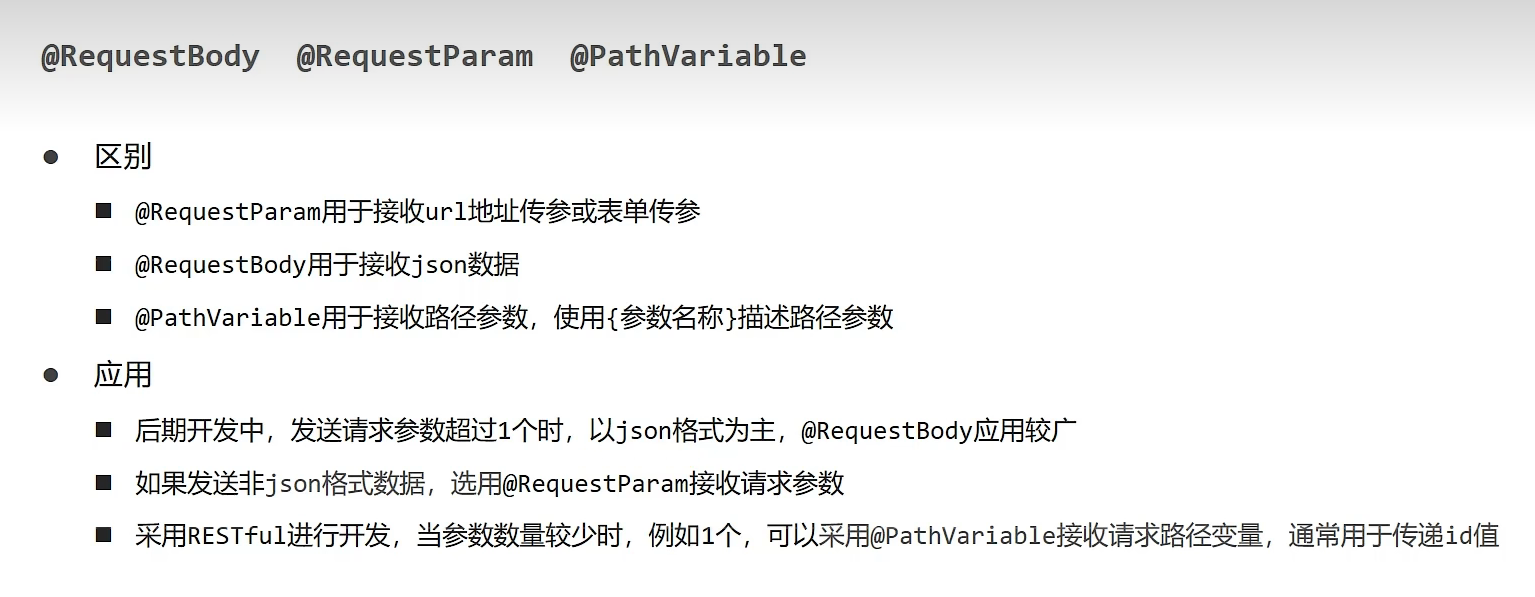 @RequestBody @RequestParam @PathVariable
● 区别
■ @RequestParam用于接收url地址传参或表单传参
■ @RequestBody用于接收json数据
■ @PathVariable用于接收路径参数，使用{参数名称}描述路径参数
● 应用
■ 后期开发中，发送请求参数超过1个时，以json格式为主，@RequestBody应用较广
■ 如果发送非json格式数据，选用@RequestParam接收请求参数
■ 采用RESTful进行开发，当参数数量较少时，例如1个，可以采用@PathVariable接收请求路径变量，通常用于传递id值